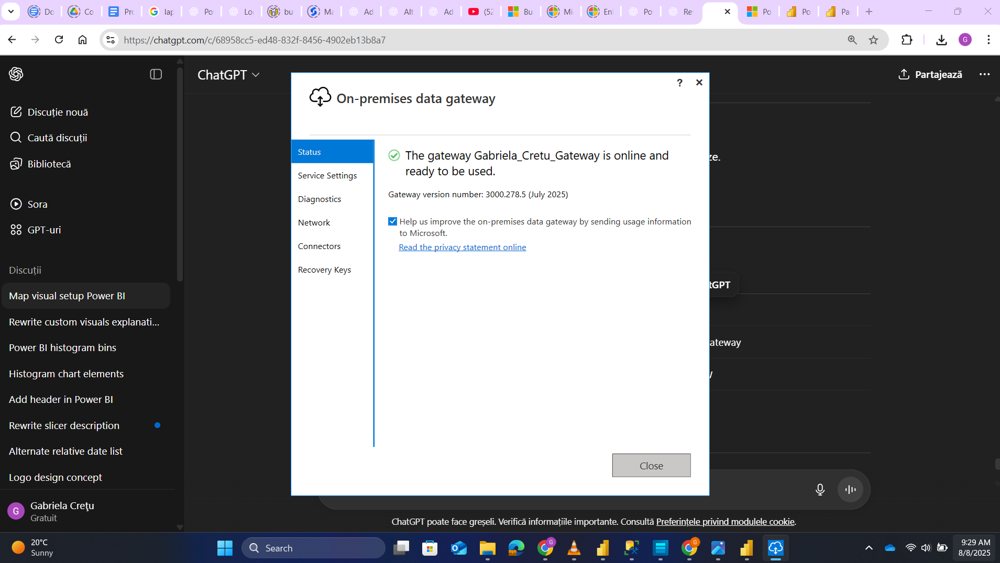 Do
Co
Pro
lap
Po
Lo
bu
Ma
Ad
Alt
Ad
(52
Bu
Mi
Enl
Po
Re
Po
Po
Pa
https://chatgpt.com/c/68958cc5-ed48-832f-8456-4902eb13b8a7
G
ChatGPT
Partajează
Discuție nouă
Caută discuții
Bibliotecă
Sora
GPT-uri
Discuții
Map visual setup Power BI
Rewrite custom visuals explanati...
Power BI histogram bins
Histogram chart elements
Add header in Power BI
Rewrite slicer description
Alternate relative date list
Logo design concept
G
Gabriela Creţu
Gratuit
?
On-premises data gateway
Status
Service Settings
Diagnostics
Network
Connectors
Recovery Keys
The gateway Gabriela_Cretu_Gateway is online and
ready to be used.
Gateway version number: 3000.278.5 (July 2025)
Help us improve the on-premises data gateway by sending usage information
to Microsoft.
Read the privacy statement online
Close
ze.
tGPT
ateway
ChatGPT poate face greșeli. Verifică informațiile importante. Consultă Preferințele privind modulele cookie.
20°C
Sunny
Search
G
G
9:29 AM
8/8/2025